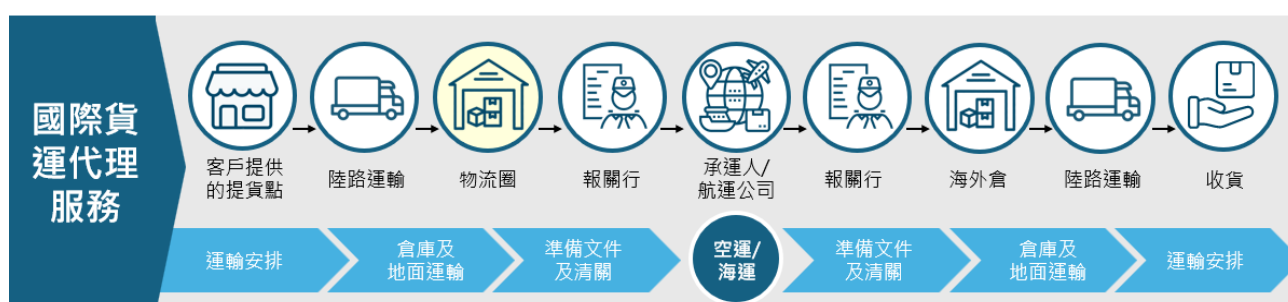 國際貨
運代理
服務
客戶提供
的提貨點
陸路運輸
物流圈
報關行
承運人/
航運公司
報關行
海外倉
陸路運輸
收貨
運輸安排
倉庫及
地面運輸
準備文件
及清關
空運/
海運
準備文件
及清關
倉庫及
地面運輸
運輸安排